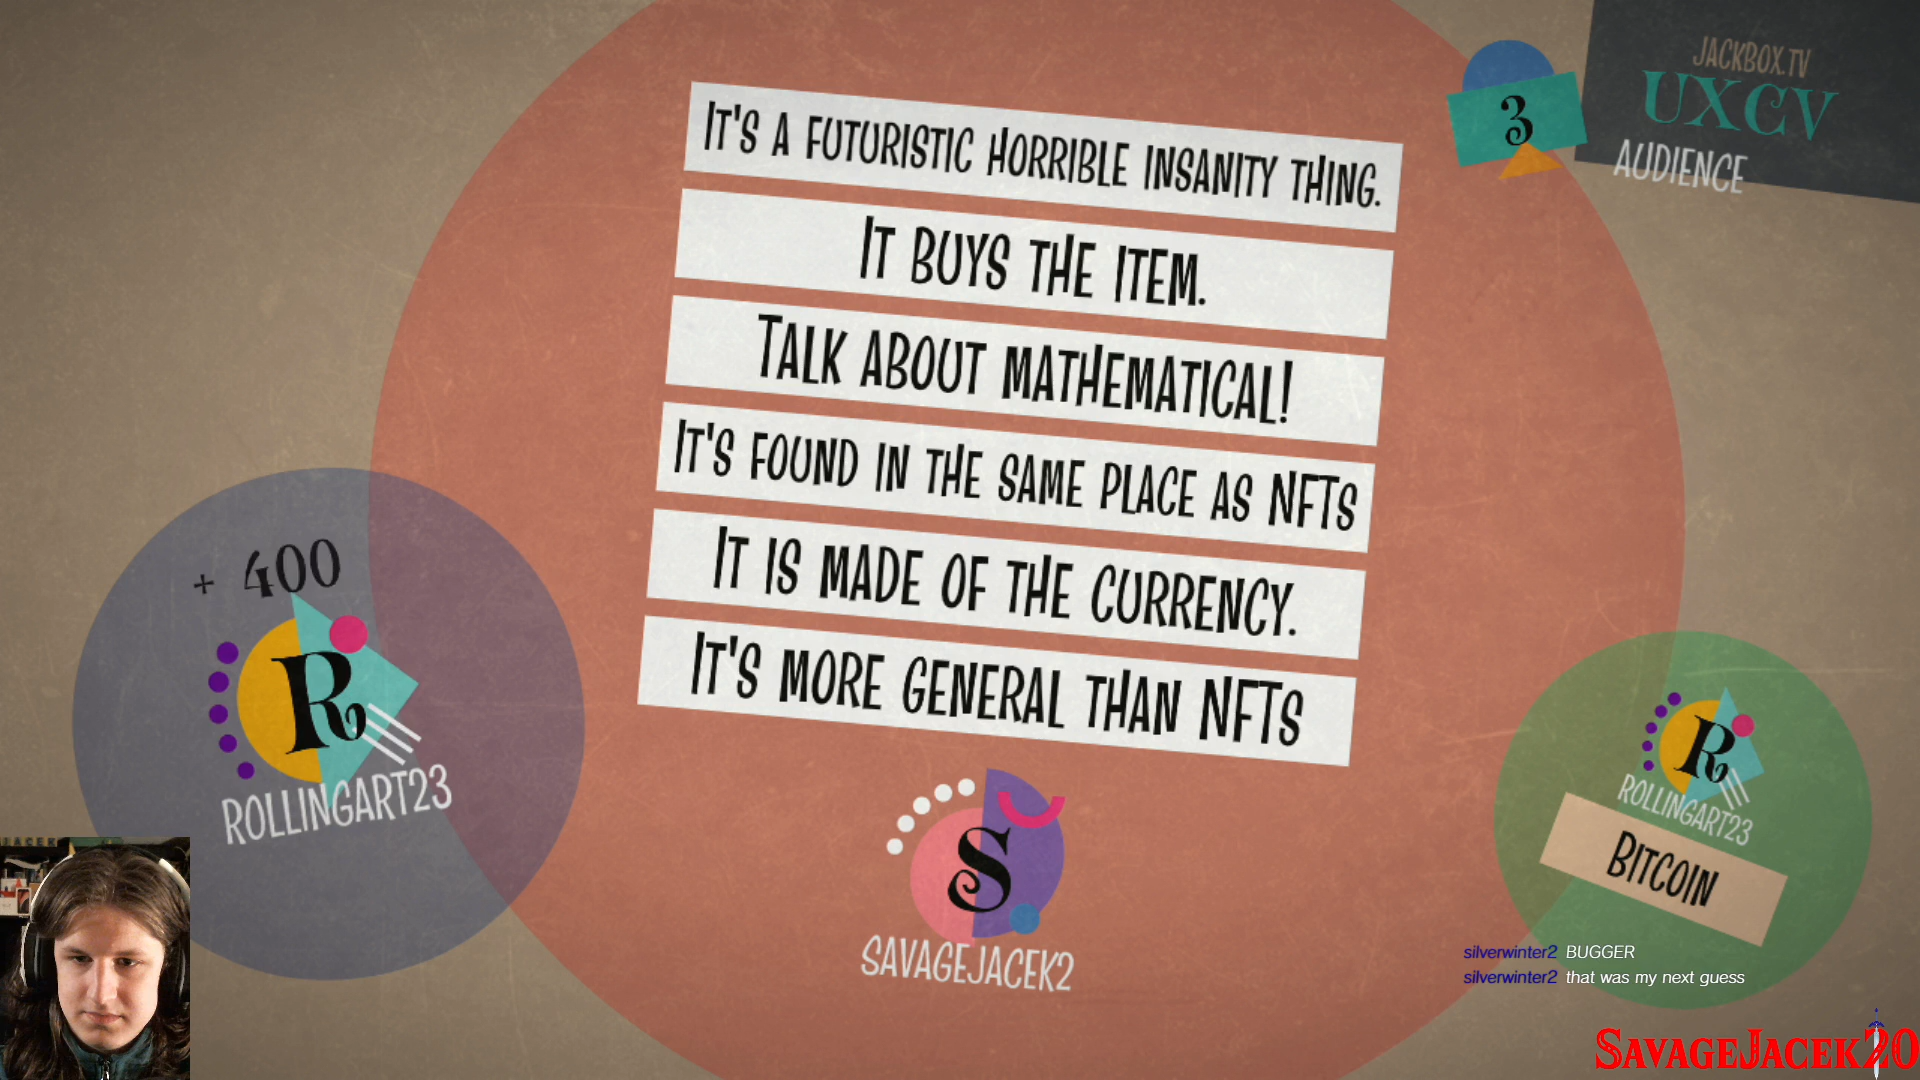 JACKBOX.TV
UXCV
3
AUDIENCE
IT'S A FUTURISTIC HORRIBLE INSANITY THING.
IT BUYS THE ITEM.
TALK ABOUT MATHEMATICAL!
IT'S FOUND IN THE SAME PLACE AS NFTS
IT IS MADE OF THE CURRENCY.
IT'S MORE GENERAL THAN NFTS
+ 400
R
ROLLINGART23
S
SAVAGEJACEK2
R
ROLLINGART23
BITCOIN
silverwinter2 BUGGER
silverwinter2 that was my next guess
SAVAGEJACEK20